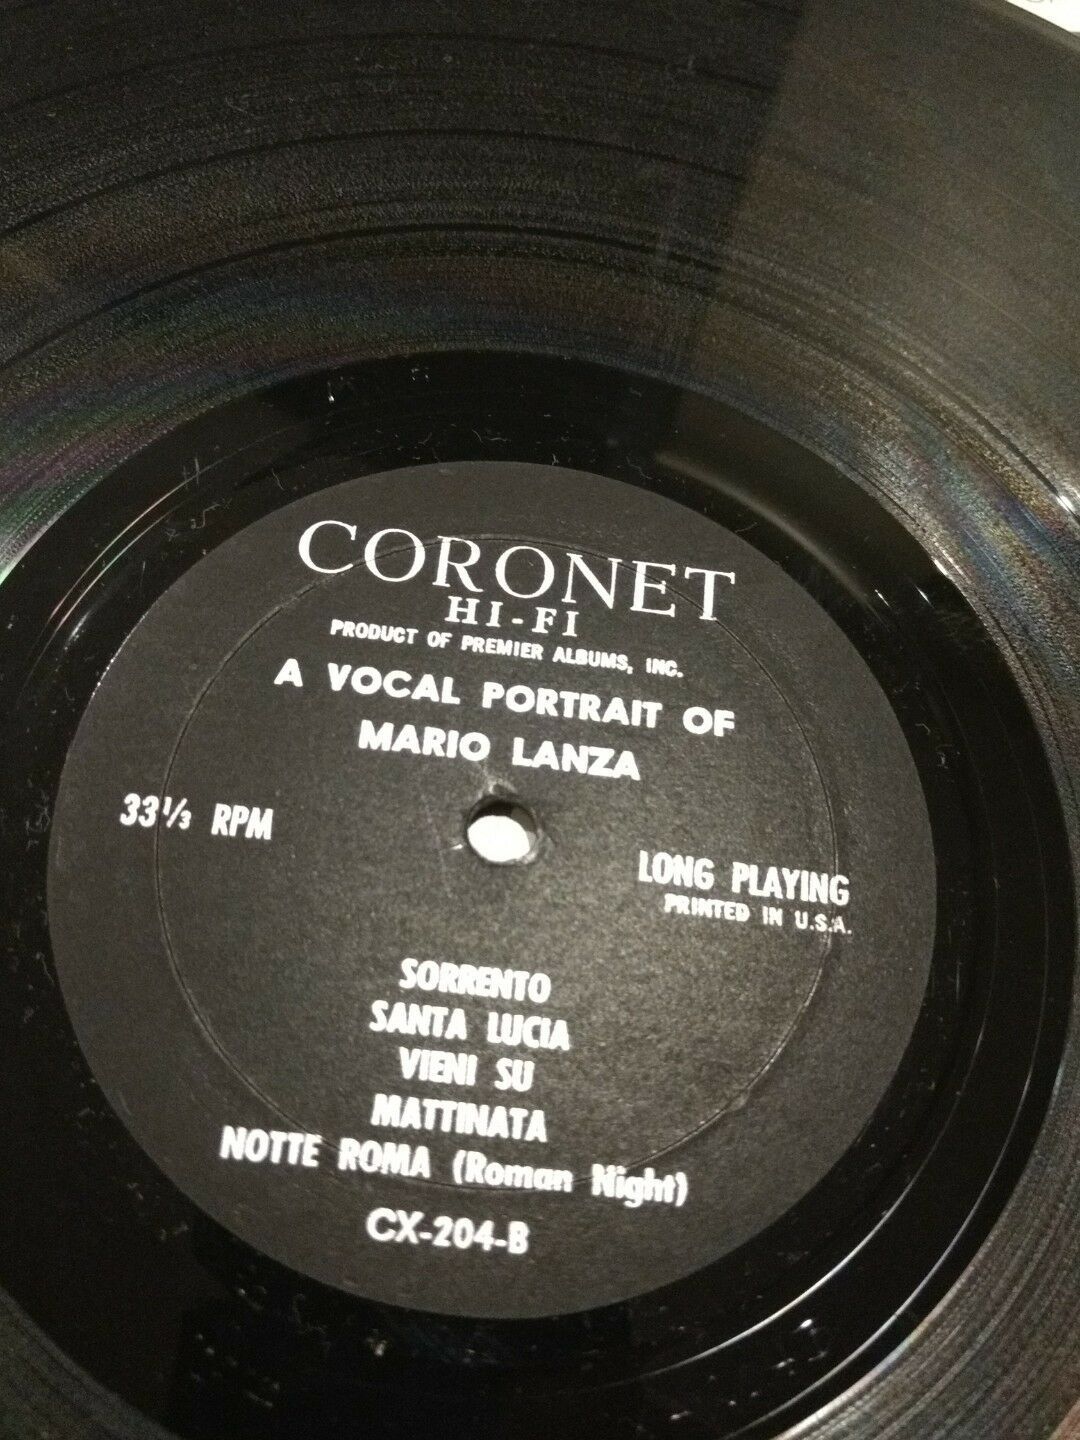 CORONET
HI-FI
PRODUCT OF PREMIER ALBUMS, INC.
A VOCAL PORTRAIT OF
MARIO LANZA
33⅓ RPM
LONG PLAYING
PRINTED IN U.S.A.
SORRENTO
SANTA LUCIA
VIENI SU
MATTINATA
NOTTE ROMA (Roman Night)
CX-204-B